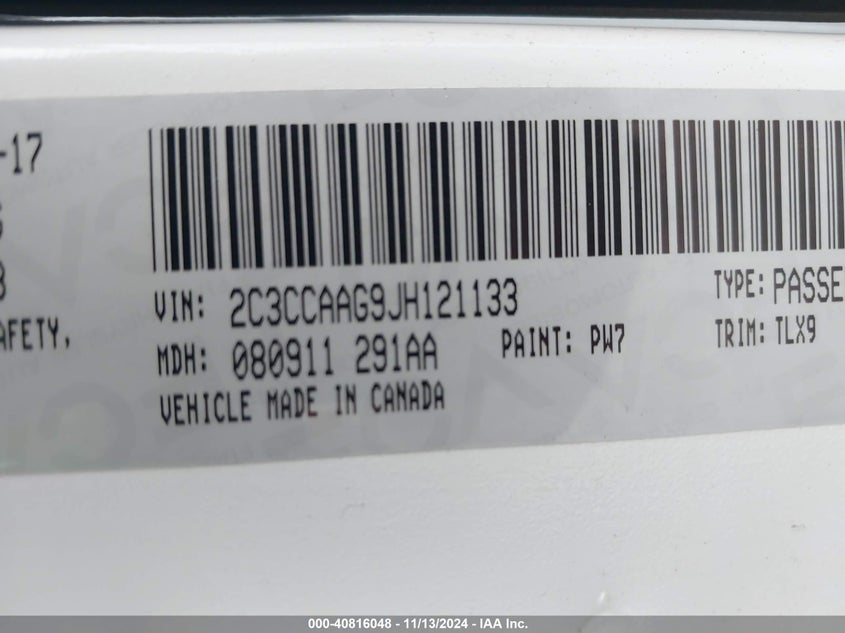 -17
VIN: 2C3CCAAG9JH121133
TYPE: PASSE
AFETY,
MDH: 080911 291AA
PAINT: PW7
TRIM: TLX9
VEHICLE MADE IN CANADA
000-40816048 - 11/13/2024 - IAA Inc.